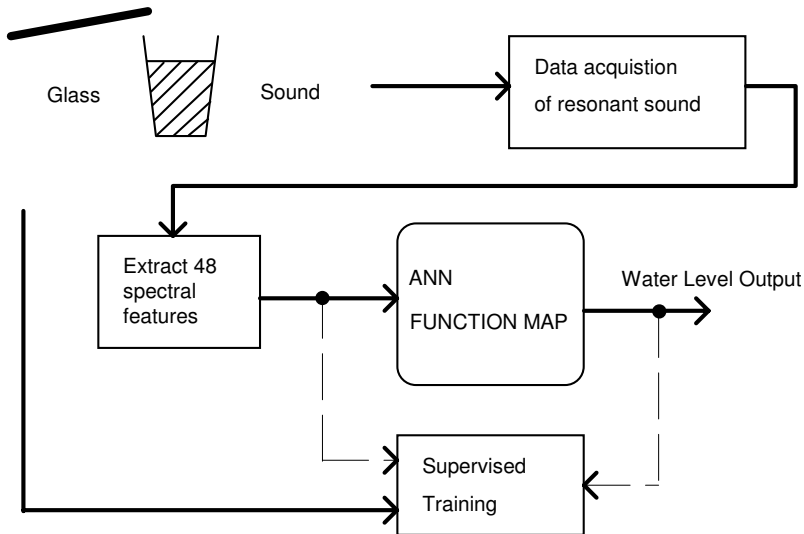 Glass
Sound
Data acquistion
of resonant sound
Extract 48
spectral
features
ANN
FUNCTION MAP
Water Level Output
Supervised
Training